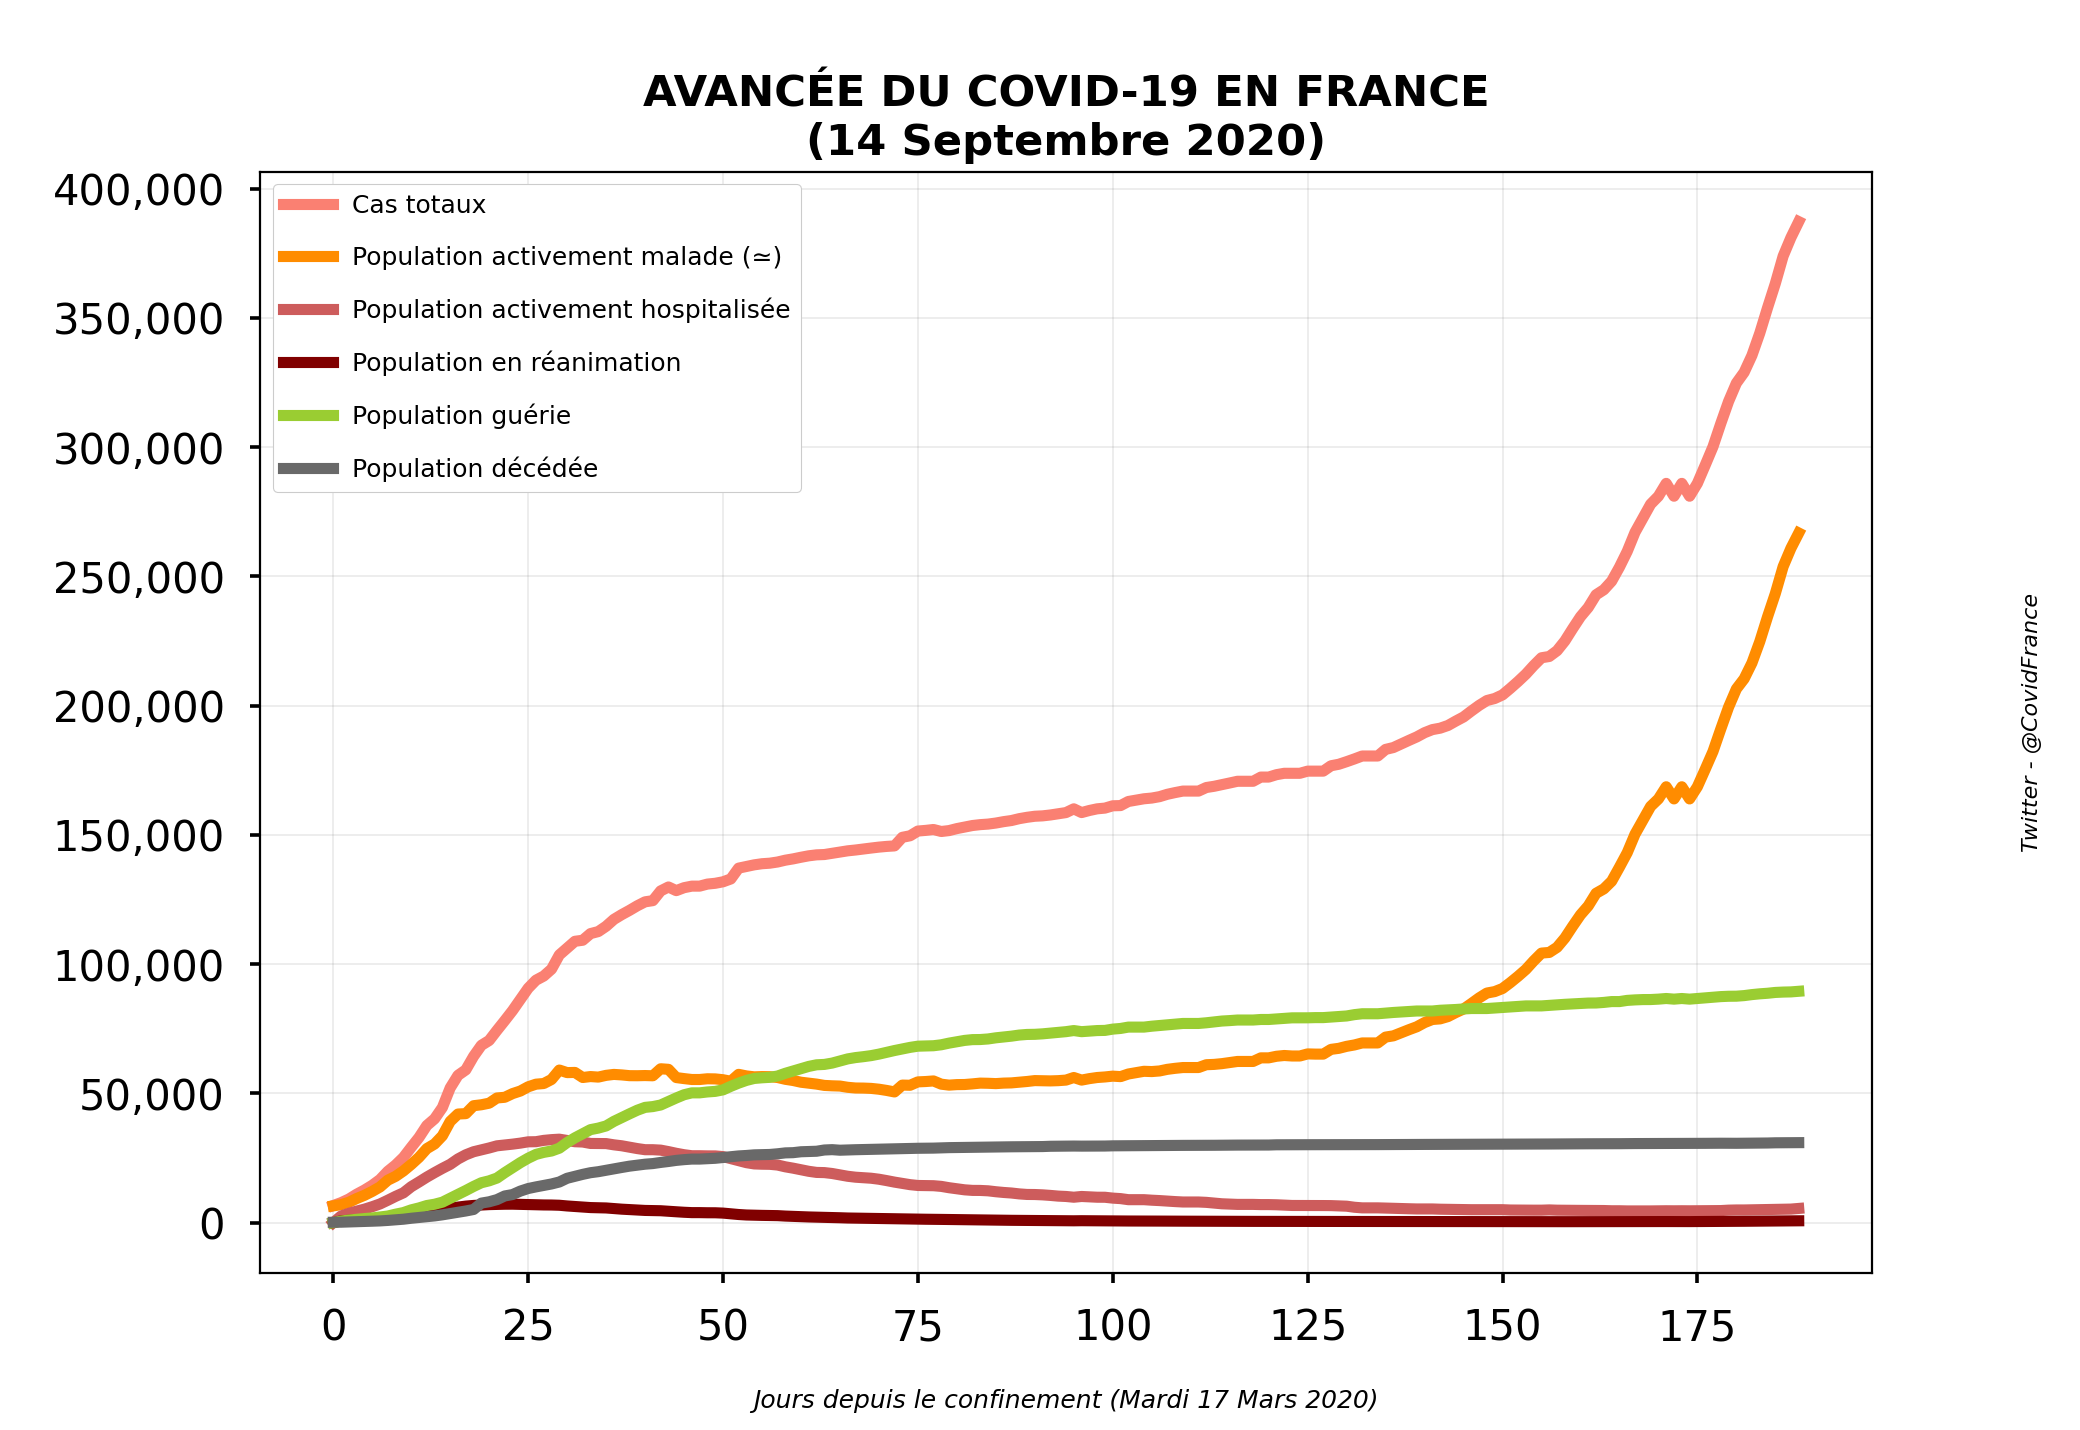 AVANCÉE DU COVID-19 EN FRANCE
(14 Septembre 2020)
400,000
350,000
300,000
250,000
200,000
150,000
100,000
50,000
0
Cas totaux
Population activement malade (≃)
Population activement hospitalisée
Population en réanimation
Population guérie
Population décédée
0 25 50 75 100 125 150 175
Jours depuis le confinement (Mardi 17 Mars 2020)
Twitter - @CovidFrance